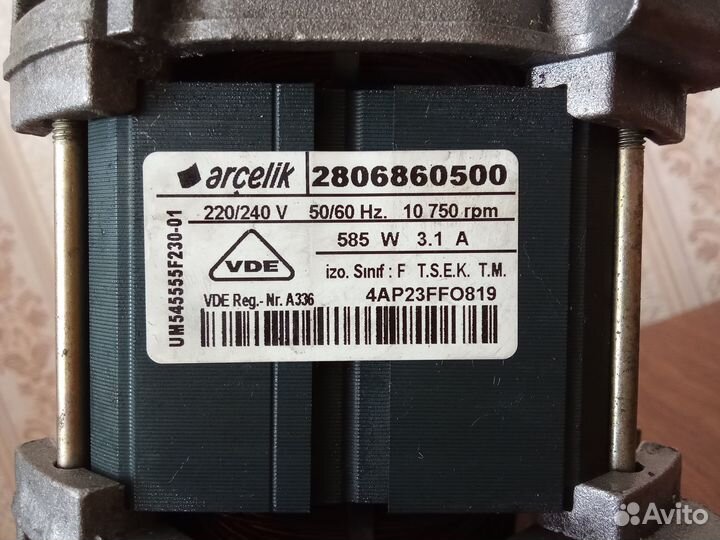 arçelik 2806860500
220/240 V 50/60 Hz. 10 750 rpm
585 W 3.1 A
VDE
izo. Sınıf : F T.S.E.K. T.M.
VDE Reg.- Nr. A336 4AP23FFO819
UM545555F230-01
Avito